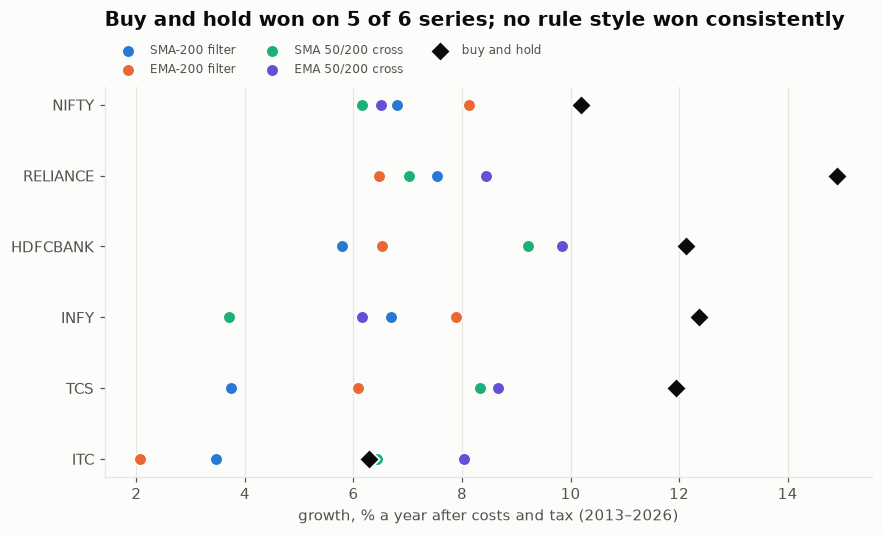 Buy and hold won on 5 of 6 series; no rule style won consistently
SMA-200 filter
EMA-200 filter
SMA 50/200 cross
EMA 50/200 cross
buy and hold
NIFTY
RELIANCE
HDFCBANK
INFY
TCS
ITC
2 4 6 8 10 12 14
growth, % a year after costs and tax (2013–2026)